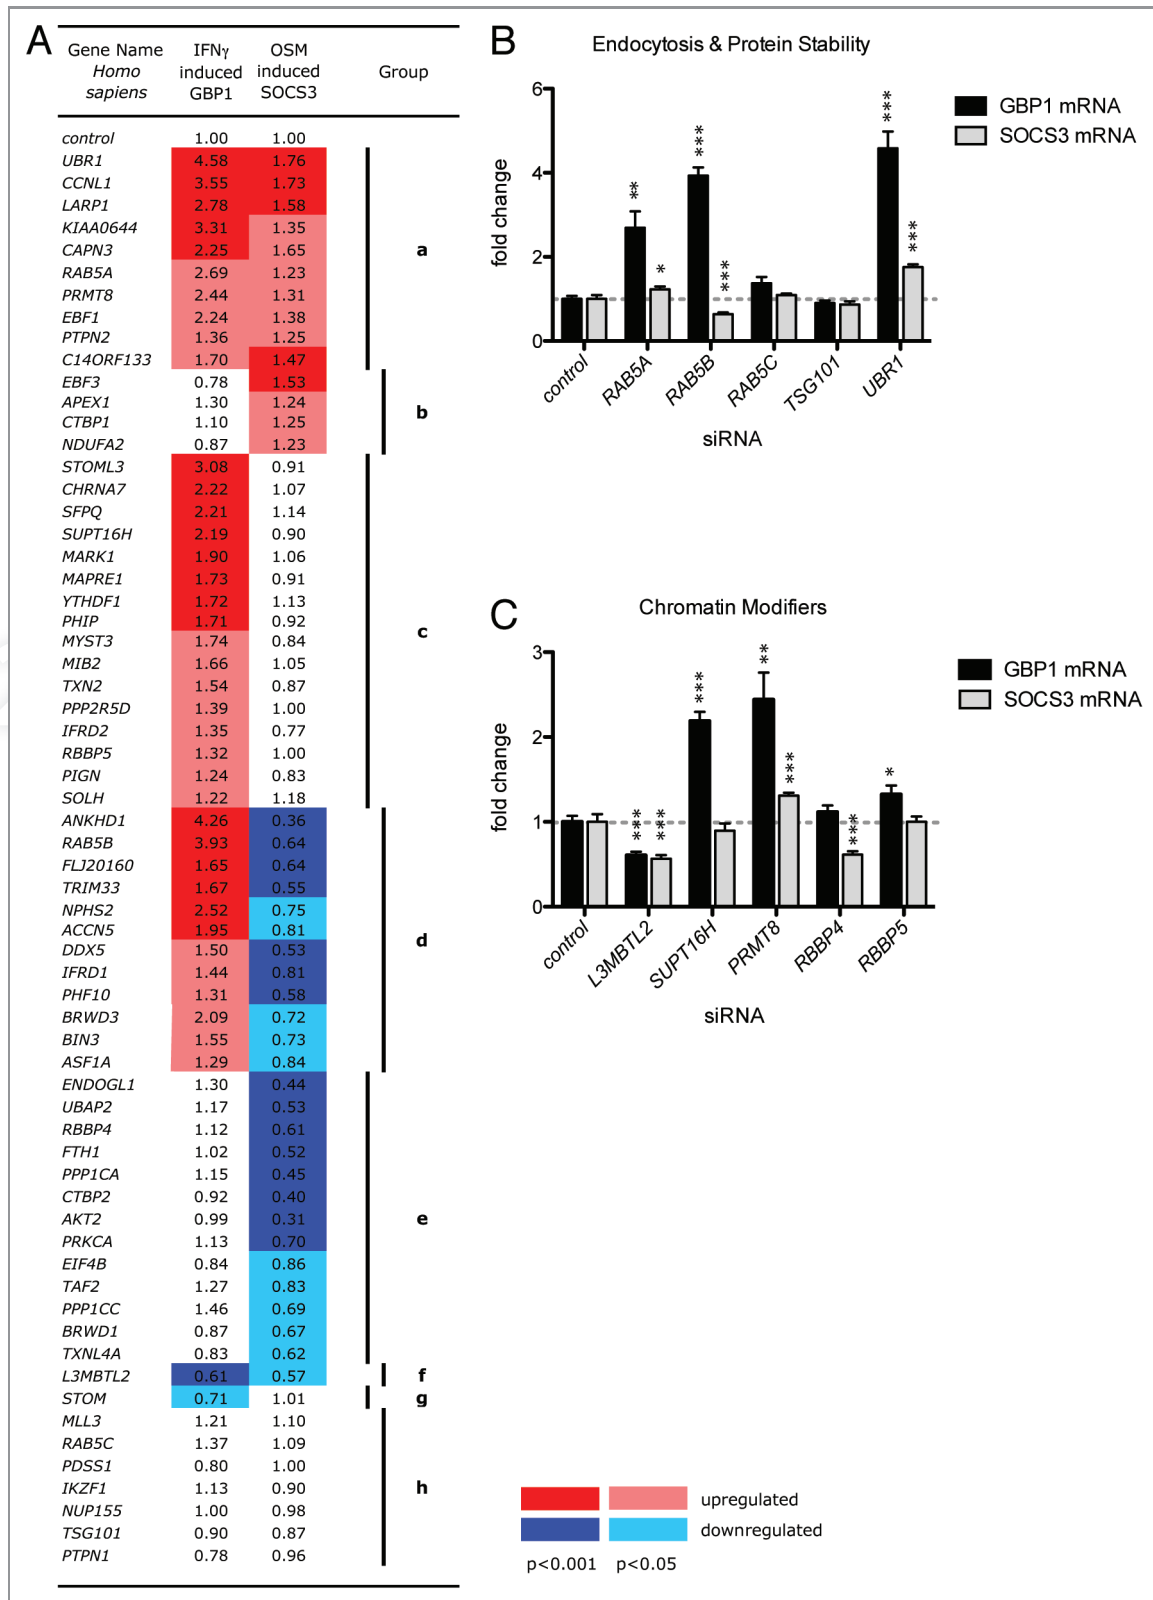 A
Gene Name Homo sapiens
IFNγ induced GBP1
OSM induced SOCS3
Group
control 1.00 1.00
UBR1 4.58 1.76
CCNL1 3.55 1.73
LARP1 2.78 1.58
KIAA0644 3.31 1.35
CAPN3 2.25 1.65
a
RAB5A 2.69 1.23
PRMT8 2.44 1.31
EBF1 2.24 1.38
PTPN2 1.36 1.25
C14ORF133 1.70 1.47
EBF3 0.78 1.53
APEX1 1.30 1.24
b
CTBP1 1.10 1.25
NDUFA2 0.87 1.23
STOML3 3.08 0.91
CHRNA7 2.22 1.07
SFPQ 2.21 1.14
SUPT16H 2.19 0.90
MARK1 1.90 1.06
MAPRE1 1.73 0.91
YTHDF1 1.72 1.13
PHIP 1.71 0.92
c
MYST3 1.74 0.84
MIB2 1.66 1.05
TXN2 1.54 0.87
PPP2R5D 1.39 1.00
IFRD2 1.35 0.77
RBBP5 1.32 1.00
PIGN 1.24 0.83
SOLH 1.22 1.18
ANKHD1 4.26 0.36
RAB5B 3.93 0.64
FLJ20160 1.65 0.64
TRIM33 1.67 0.55
NPHS2 2.52 0.75
ACCN5 1.95 0.81
d
DDX5 1.50 0.53
IFRD1 1.44 0.81
PHF10 1.31 0.58
BRWD3 2.09 0.72
BIN3 1.55 0.73
ASF1A 1.29 0.84
ENDOGL1 1.30 0.44
UBAP2 1.17 0.53
RBBP4 1.12 0.61
FTH1 1.02 0.52
PPP1CA 1.15 0.45
CTBP2 0.92 0.40
AKT2 0.99 0.31
e
PRKCA 1.13 0.70
EIF4B 0.84 0.86
TAF2 1.27 0.83
PPP1CC 1.46 0.69
BRWD1 0.87 0.67
TXNL4A 0.83 0.62
L3MBTL2 0.61 0.57 f
STOM 0.71 1.01 g
MLL3 1.21 1.10
RAB5C 1.37 1.09
PDSS1 0.80 1.00
IKZF1 1.13 0.90 h
NUP155 1.00 0.98
TSG101 0.90 0.87
PTPN1 0.78 0.96
B
Endocytosis & Protein Stability
GBP1 mRNA
SOCS3 mRNA
fold change
6
4
2
0
**
*
***
***
***
***
control
RAB5A
RAB5B
RAB5C
TSG101
UBR1
siRNA
C
Chromatin Modifiers
GBP1 mRNA
SOCS3 mRNA
fold change
3
2
1
0
***
***
***
**
***
***
*
control
L3MBTL2
SUPT16H
PRMT8
RBBP4
RBBP5
siRNA
upregulated
downregulated
p<0.001 p<0.05